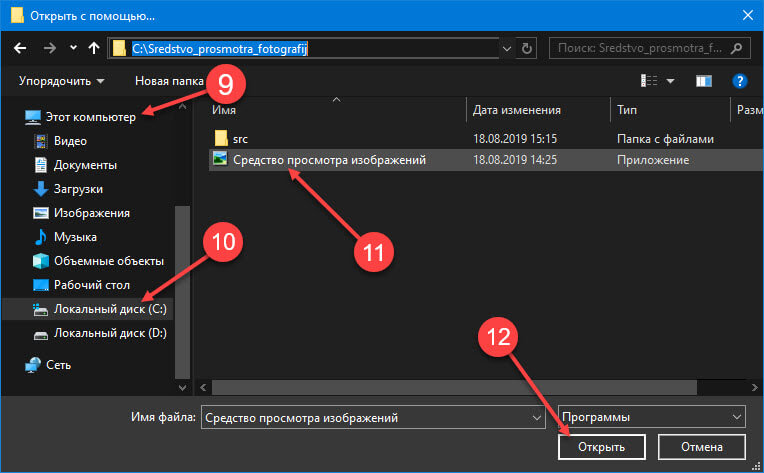 Открыть с помощью...
C:\Sredstvo_prosmotra_fotografij
Поиск: Sredstvo_prosmotra_f...
Упорядочить
Новая папка
9
Имя
Дата изменения
Тип
Разм
Этот компьютер
Видео
Документы
Загрузки
Изображения
Музыка
Объемные объекты
Рабочий стол
Локальный диск (C:)
Локальный диск (D:)
Сеть
src 18.08.2019 15:15 Папка с файлами
Средство просмотра изображений 18.08.2019 14:25 Приложение
10
11
12
Имя файла: Средство просмотра изображений
Программы
Открыть
Отмена